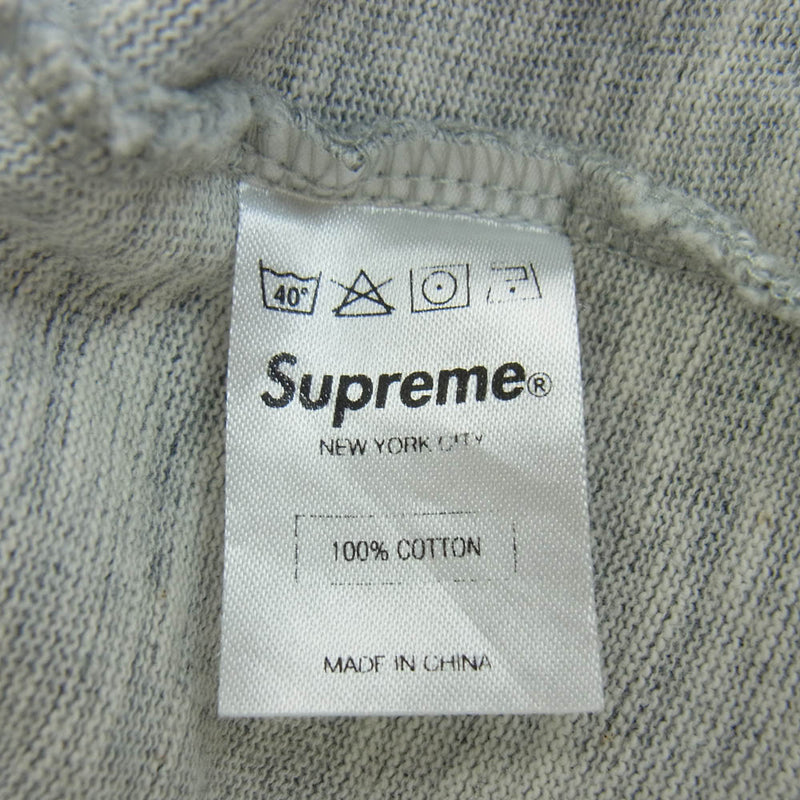 40°
Supreme®
NEW YORK CITY
100% COTTON
MADE IN CHINA